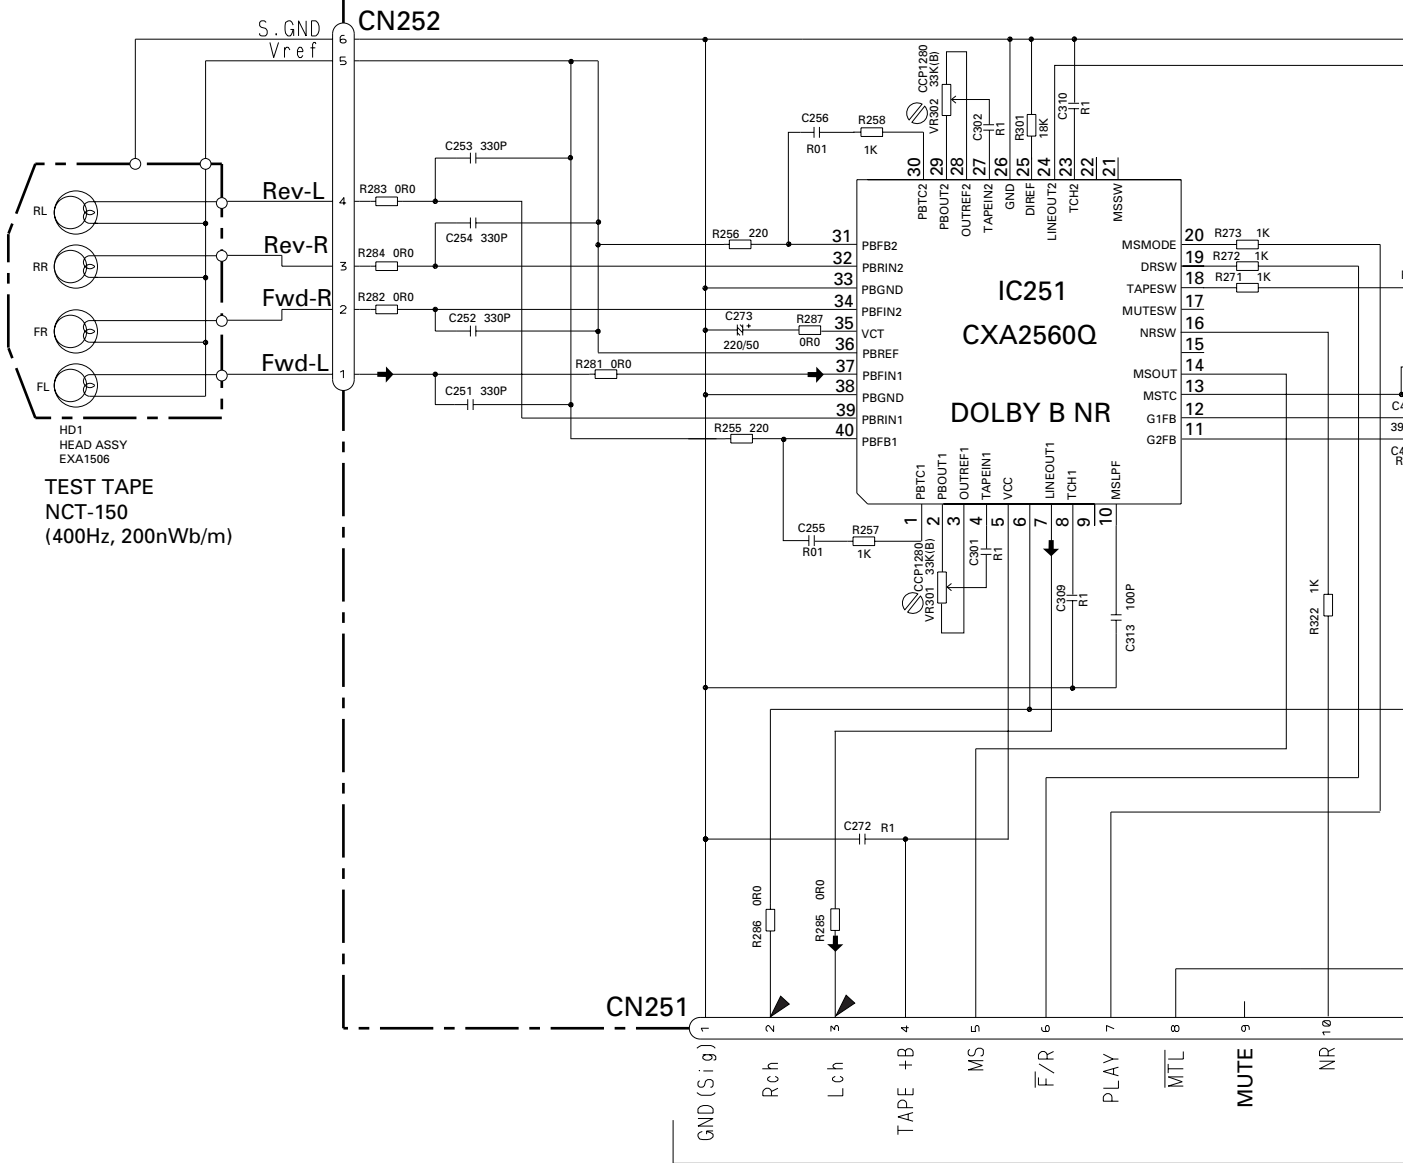 CN252
S.GND 6
Vref 5
Rev-L 4
Rev-R 3
Fwd-R 2
Fwd-L 1
RL
RR
FR
FL
HD1
HEAD ASSY
EXA1506
TEST TAPE
NCT-150
(400Hz, 200nWb/m)
R283 0R0
R284 0R0
R282 0R0
R281 0R0
C253 330P
C254 330P
C252 330P
C251 330P
C256
R01
R258
1K
R256 220
C273
+
220/50
R287
0R0
R255 220
C255
R01
R257
1K
CCP1280
33K(B)
VR302
C302
R1
R301
18K
C310
R1
30 29 28 27 26 25 24 23 22 21
PBTC2
PBOUT2
OUTREF2
TAPEIN2
GND
DIREF
LINEOUT2
TCH2
MSSW
31 PBFB2
32 PBRIN2
33 PBGND
34 PBFIN2
35 VCT
36 PBREF
37 PBFIN1
38 PBGND
39 PBRIN1
40 PBFB1
IC251
CXA2560Q
DOLBY B NR
MSMODE 20
DRSW 19
TAPESW 18
MUTESW 17
NRSW 16
15
MSOUT 14
MSTC 13
G1FB 12
G2FB 11
R273 1K
R272 1K
R271 1K
C4
39
C4
R
PBTC1
PBOUT1
OUTREF1
TAPEIN1
VCC
LINEOUT1
TCH1
MSLPF
1 2 3 4 5 6 7 8 9 10
CCP1280
33K(B)
VR301
C301
R1
C309
R1
100P
C313
R322 1K
C272 R1
R286 0R0
R285 0R0
CN251
1 2 3 4 5 6 7 8 9 10
GND(Sig)
Rch
Lch
TAPE +B
MS
F/R
PLAY
MTL
MUTE
NR